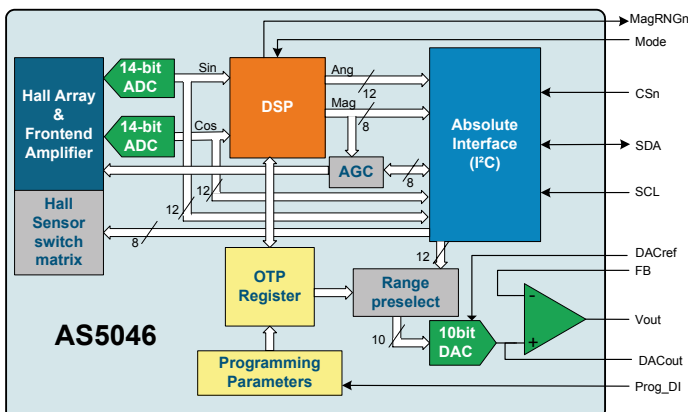 MagRNGn
Mode
14-bit
ADC
Sin
Ang
12
Hall Array
&
Frontend
Amplifier
DSP
Mag
8
CSn
14-bit
ADC
Cos
Absolute
Interface
(I²C)
SDA
AGC
8
SCL
12
12
Hall
Sensor
switch
matrix
8
12
DACref
FB
OTP
Register
Range
preselect
-
+
Vout
AS5046
10
10bit
DAC
DACout
Programming
Parameters
Prog_DI